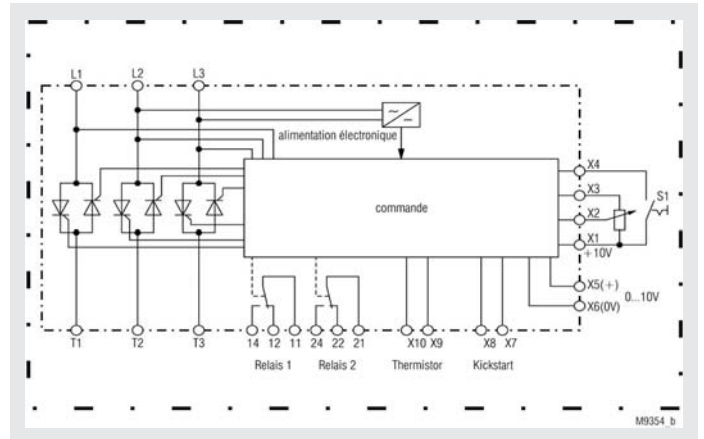 L1 L2 L3
alimentation électronique
commande
X4
X3
S1
X2
X1
+10V
X5(+)
0...10V
X6(0V)
T1 T2 T3 14 12 11 24 22 21 X10 X9 X8 X7
Relais 1 Relais 2 Thermistor Kickstart
M9354_b